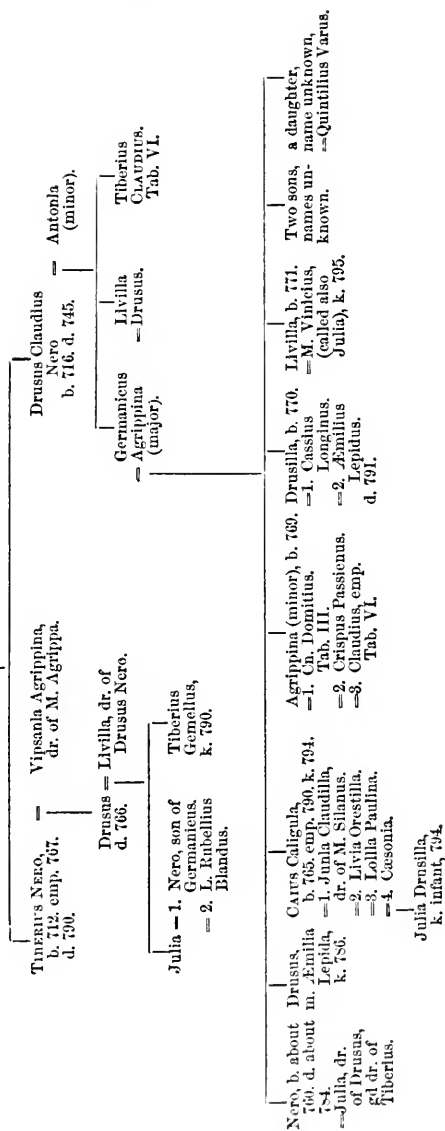 TIBERIUS NERO,
b. 712. emp. 767.
d. 790.
=
Vipsania Agrippina,
dr. of M. Agrippa.
Drusus Claudius
Nero
b. 716. d. 745.
=
Antonia
(minor).
Drusus = Livilla, dr. of
d. 766. Drusus Nero.
Germanicus
= Agrippina
(major).
Livilla
= Drusus.
Tiberius
CLAUDIUS.
Tab. VI.
Julia = 1. Nero, son of
Germanicus.
= 2. L. Rubellius
Blandus.
Tiberius
Gemellus,
k. 790.
Nero, b. about
760. d. about
784.
=Julia, dr.
of Drusus,
gd dr. of
Tiberius.
Drusus,
m. Æmilia
Lepida,
k. 786.
CAIUS Caligula,
b. 765. emp. 790. k. 794.
=1. Junia Claudilla,
dr. of M. Silanus.
=2. Livia Orestilla.
=3. Lollia Paulina.
=4. Cæsonia.
Julia Drusilla,
k. infant, 794.
Agrippina (minor), b. 769.
=1. Cn. Domitius.
Tab. III.
=2. Crispus Passienus.
=3. Claudius, emp.
Tab. VI.
Drusilla, b. 770.
=1. Cassius
Longinus.
=2. Æmilius
Lepidus.
d. 791.
Livilla, b. 771.
= M. Vinicius,
(called also
Julia), k. 795.
Two sons,
names un-
known.
a daughter,
name unknown,
=Quintilius Varus.